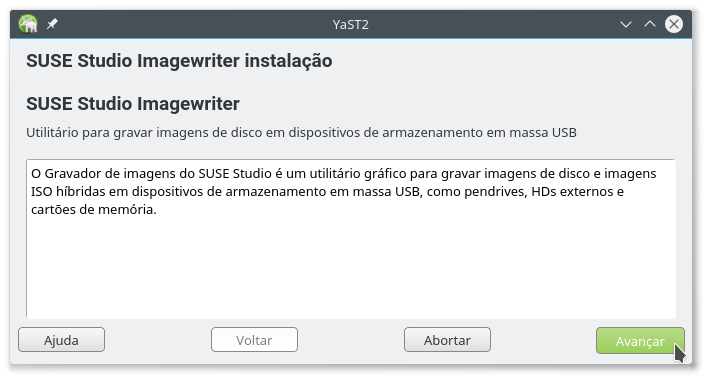 YaST2
SUSE Studio Imagewriter instalação
SUSE Studio Imagewriter
Utilitário para gravar imagens de disco em dispositivos de armazenamento em massa USB
O Gravador de imagens do SUSE Studio é um utilitário gráfico para gravar imagens de disco e imagens
ISO híbridas em dispositivos de armazenamento em massa USB, como pendrives, HDs externos e
cartões de memória.
Ajuda Voltar Abortar Avançar